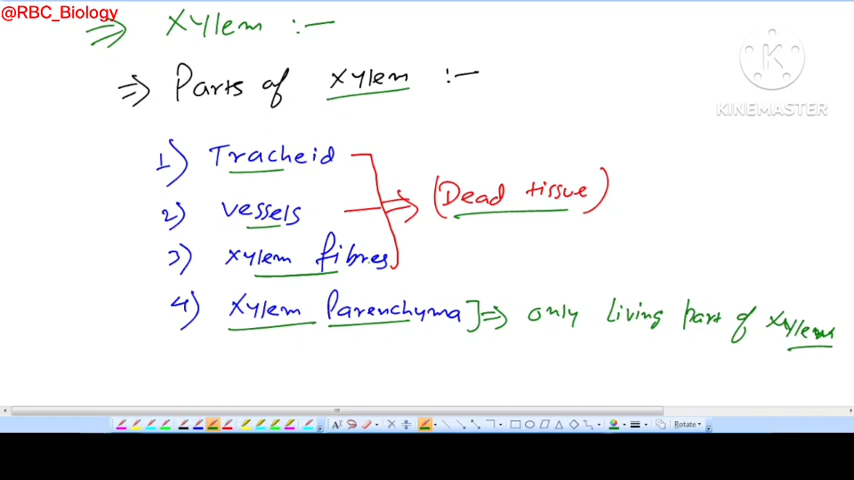 @RBC_Biology
⇒ Xylem :-
⇒ Parts of xylem :-
KINEMASTER
1) Tracheid
2) vessels
⇒ (Dead tissue)
3) xylem fibres
4) Xylem Parenchyma ] ⇒ only living part of xylem
Rotate